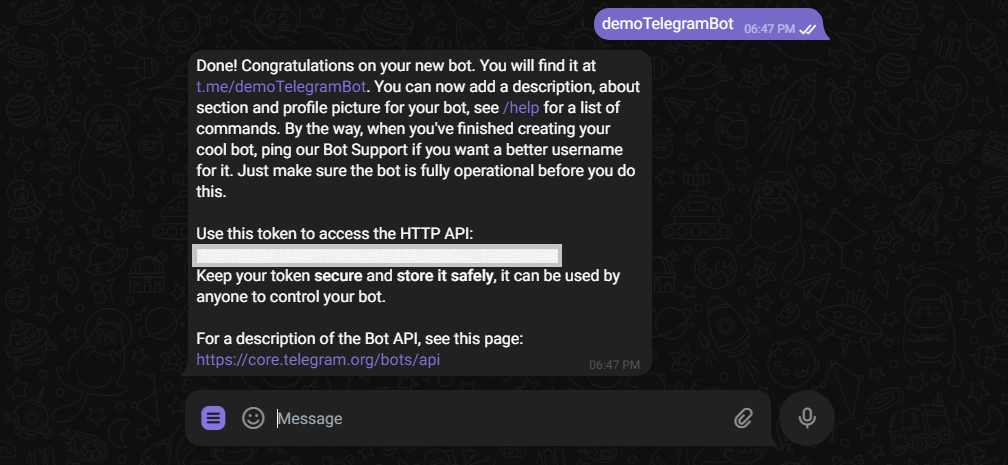 demoTelegramBot 06:47 PM
Done! Congratulations on your new bot. You will find it at
t.me/demoTelegramBot. You can now add a description, about
section and profile picture for your bot, see /help for a list of
commands. By the way, when you've finished creating your
cool bot, ping our Bot Support if you want a better username
for it. Just make sure the bot is fully operational before you do
this.
Use this token to access the HTTP API:
Keep your token secure and store it safely, it can be used by
anyone to control your bot.
For a description of the Bot API, see this page:
https://core.telegram.org/bots/api
06:47 PM
Message